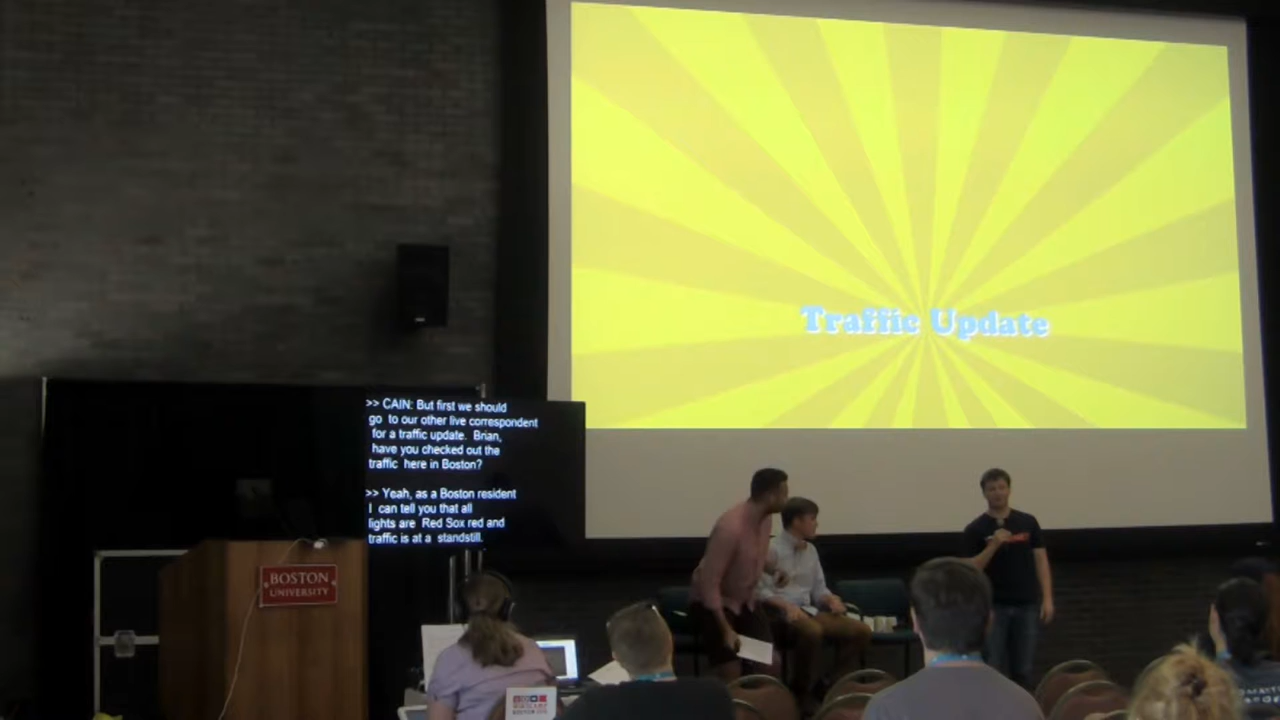 Traffic Update
>> CAIN: But first we should
go to our other live correspondent
for a traffic update. Brian,
have you checked out the
traffic here in Boston?
>> Yeah, as a Boston resident
I can tell you that all
lights are Red Sox red and
traffic is at a standstill.
BOSTON
UNIVERSITY